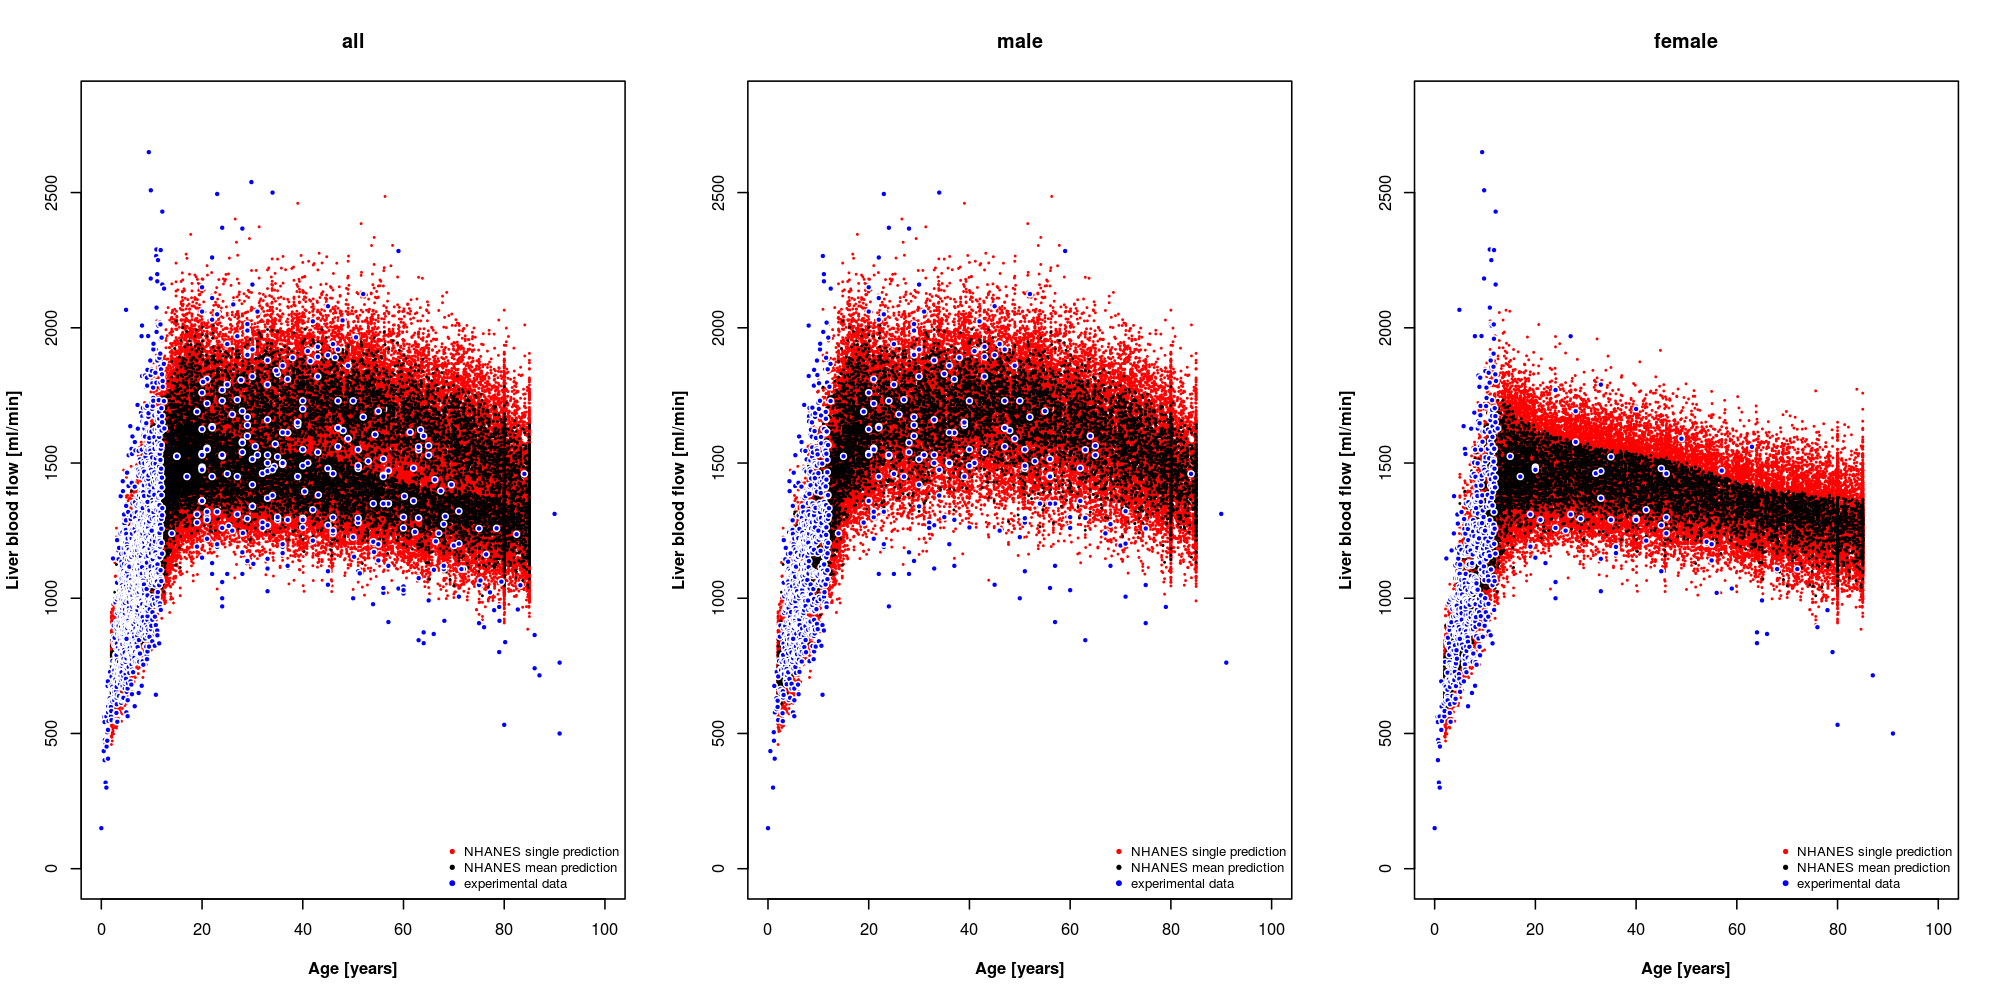 all
Liver blood flow [ml/min]
2500
2000
1500
1000
500
0
NHANES single prediction
NHANES mean prediction
experimental data
0 20 40 60 80 100
Age [years]
male
Liver blood flow [ml/min]
2500
2000
1500
1000
500
0
NHANES single prediction
NHANES mean prediction
experimental data
0 20 40 60 80 100
Age [years]
female
Liver blood flow [ml/min]
2500
2000
1500
1000
500
0
NHANES single prediction
NHANES mean prediction
experimental data
0 20 40 60 80 100
Age [years]